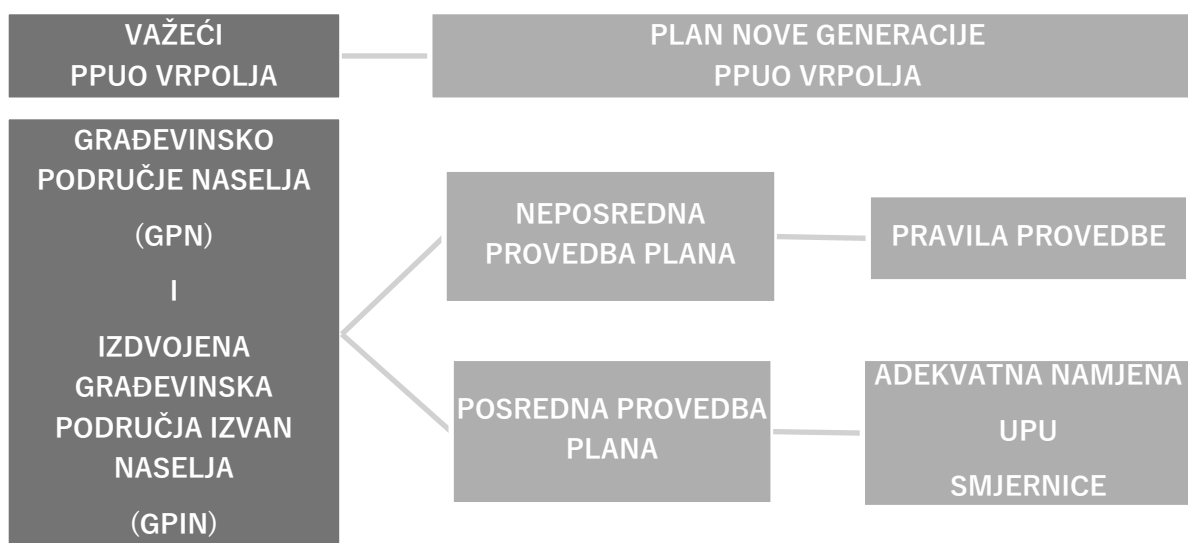 VAŽEĆI
PPUO VRPOLJA
PLAN NOVE GENERACIJE
PPUO VRPOLJA
GRAĐEVINSKO
PODRUČJE NASELJA
(GPN)
I
IZDVOJENA
GRAĐEVINSKA
PODRUČJA IZVAN
NASELJA
(GPIN)
NEPOSREDNA
PROVEDBA PLANA
PRAVILA PROVEDBE
POSREDNA PROVEDBA
PLANA
ADEKVATNA NAMJENA
UPU
SMJERNICE